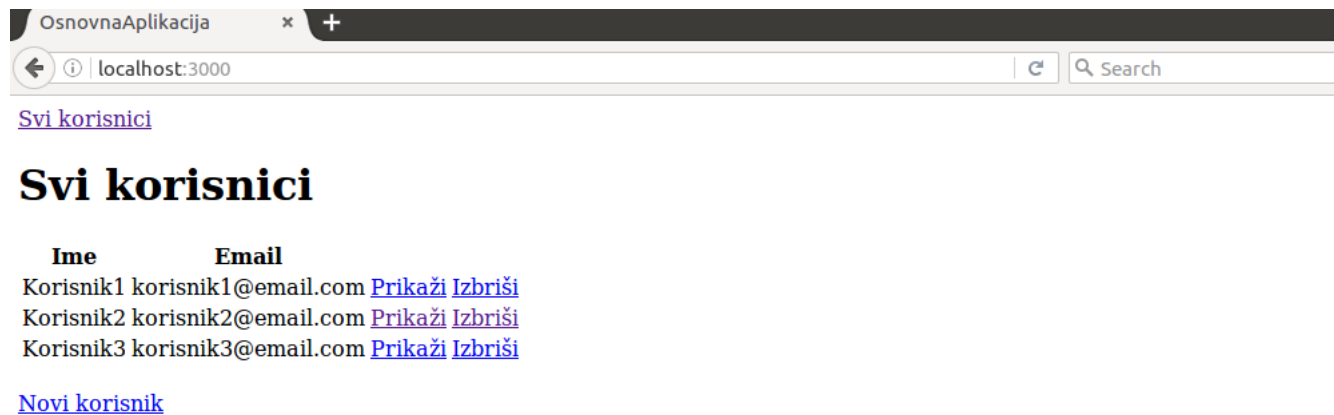 OsnovnaAplikacija × +
localhost:3000 Search
Svi korisnici
Svi korisnici
Ime Email
Korisnik1 korisnik1@email.com Prikaži Izbriši
Korisnik2 korisnik2@email.com Prikaži Izbriši
Korisnik3 korisnik3@email.com Prikaži Izbriši
Novi korisnik